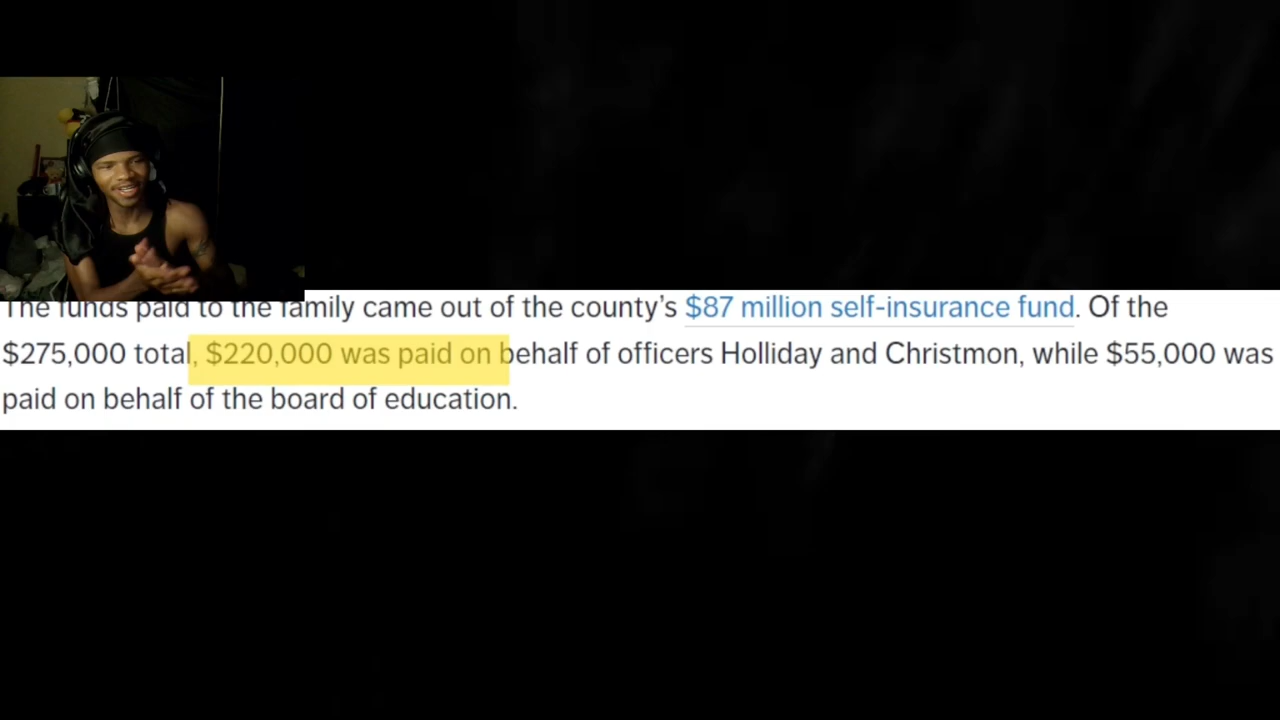 The funds paid to the family came out of the county's $87 million self-insurance fund. Of the
$275,000 total, $220,000 was paid on behalf of officers Holliday and Christmon, while $55,000 was
paid on behalf of the board of education.